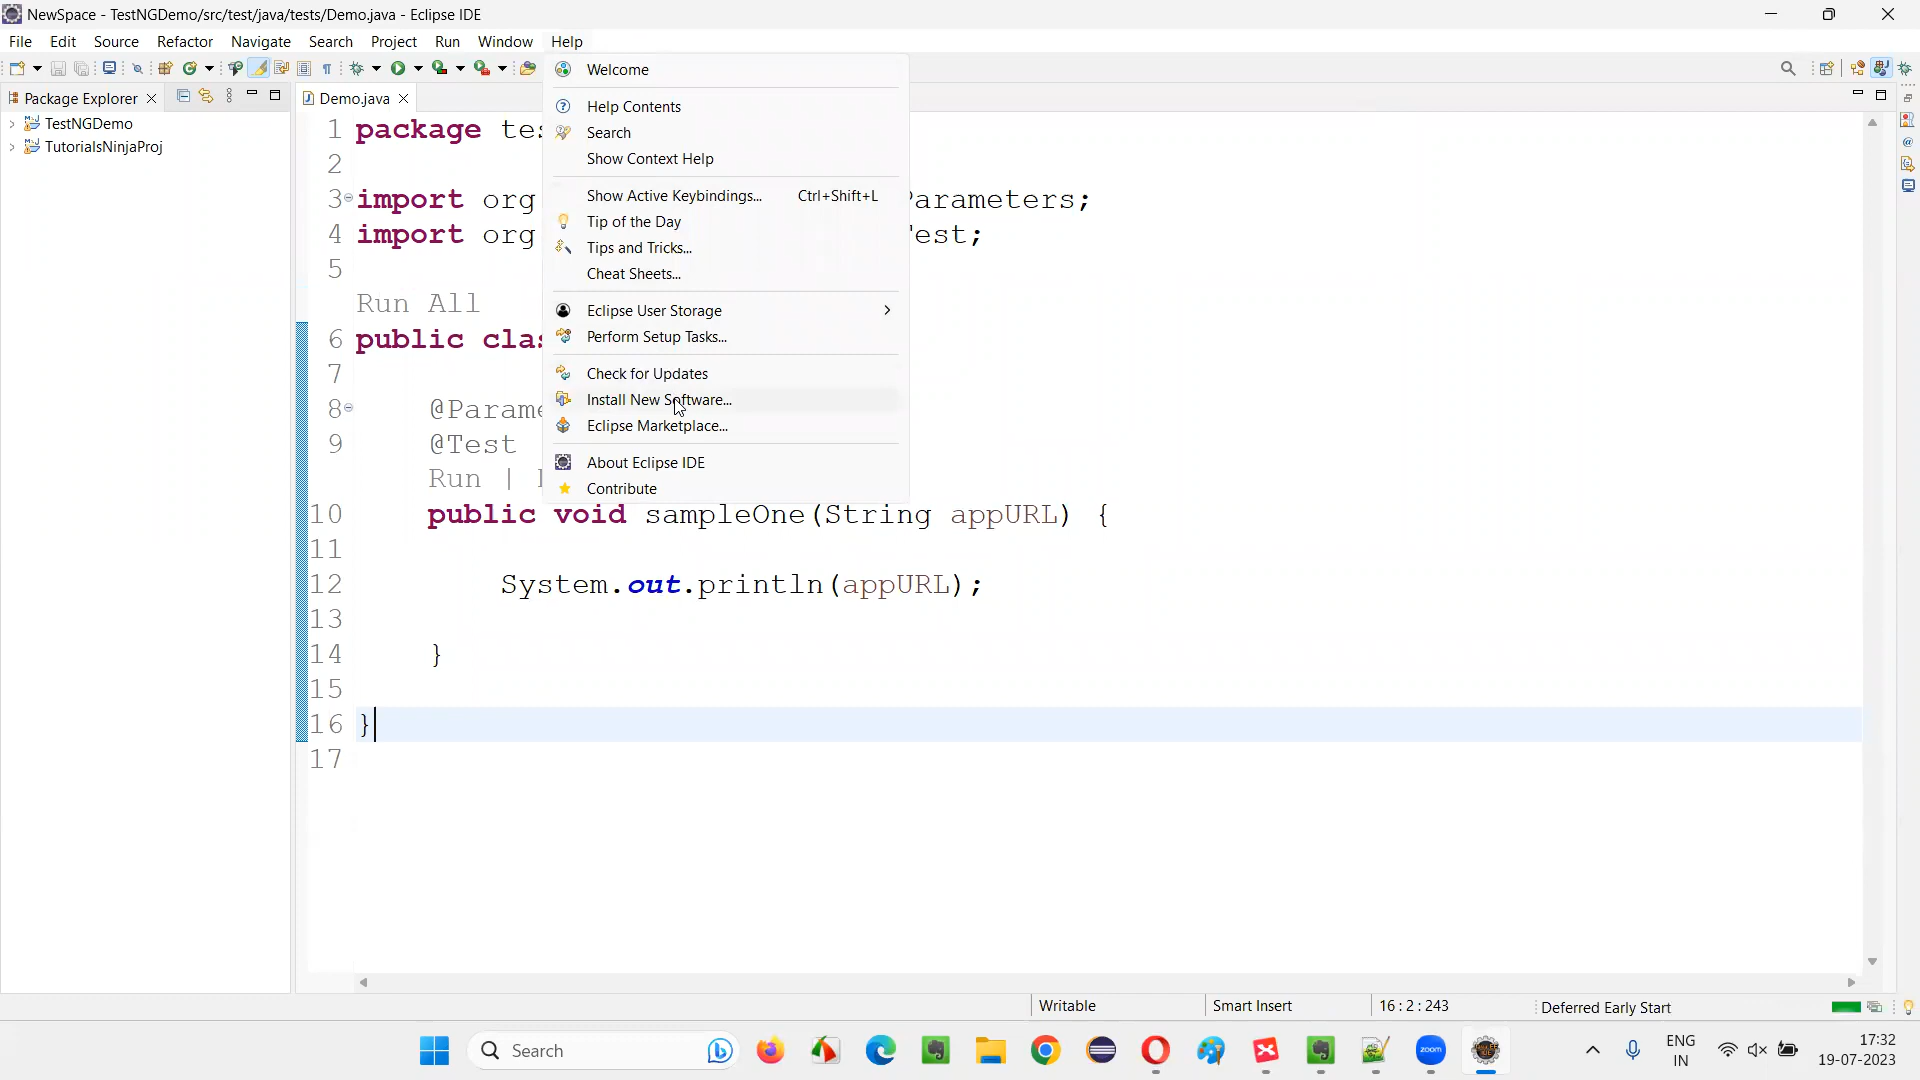 NewSpace - TestNGDemo/src/test/java/tests/Demo.java - Eclipse IDE
File Edit Source Refactor Navigate Search Project Run Window Help
Package Explorer
TestNGDemo
TutorialsNinjaProj
Demo.java
Welcome
Help Contents
Search
Show Context Help
Show Active Keybindings... Ctrl+Shift+L
Tip of the Day
Tips and Tricks...
Cheat Sheets...
Eclipse User Storage
Perform Setup Tasks...
Check for Updates
Install New Software...
Eclipse Marketplace...
About Eclipse IDE
Contribute
1 package
2
3 import org Parameters;
4 import org est;
5
Run All
6 public
7
8 @Parame
9 @Test
Run |
10 public void sampleOne(String appURL) {
11
12 System.out.println(appURL);
13
14 }
15
16 }
17
Writable Smart Insert 16 : 2 : 243 Deferred Early Start
Search
zoom
ENG
IN
17:32
19-07-2023